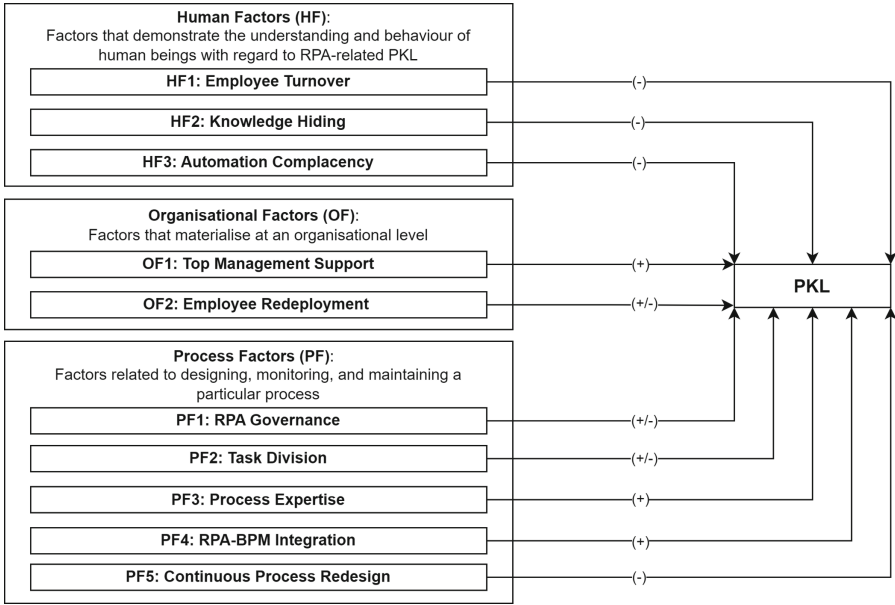 Human Factors (HF):
Factors that demonstrate the understanding and behaviour of
human beings with regard to RPA-related PKL
HF1: Employee Turnover
(-)
HF2: Knowledge Hiding
(-)
HF3: Automation Complacency
(-)
Organisational Factors (OF):
Factors that materialise at an organisational level
OF1: Top Management Support
(+)
OF2: Employee Redeployment
(+/-)
PKL
Process Factors (PF):
Factors related to designing, monitoring, and maintaining a
particular process
PF1: RPA Governance
(+/-)
PF2: Task Division
(+/-)
PF3: Process Expertise
(+)
PF4: RPA-BPM Integration
(+)
PF5: Continuous Process Redesign
(-)